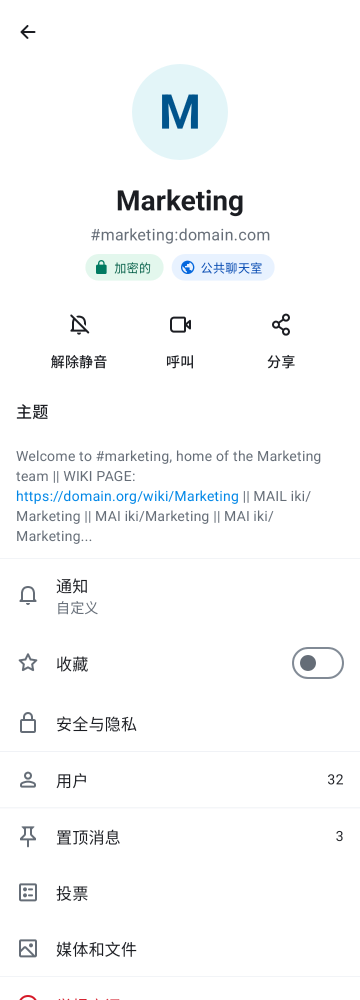 M
Marketing
#marketing:domain.com
加密的 公共聊天室
解除静音 呼叫 分享
主题
Welcome to #marketing, home of the Marketing
team || WIKI PAGE:
https://domain.org/wiki/Marketing || MAIL iki/
Marketing || MAI iki/Marketing || MAI iki/
Marketing...
通知
自定义
收藏
安全与隐私
用户 32
置顶消息 3
投票
媒体和文件